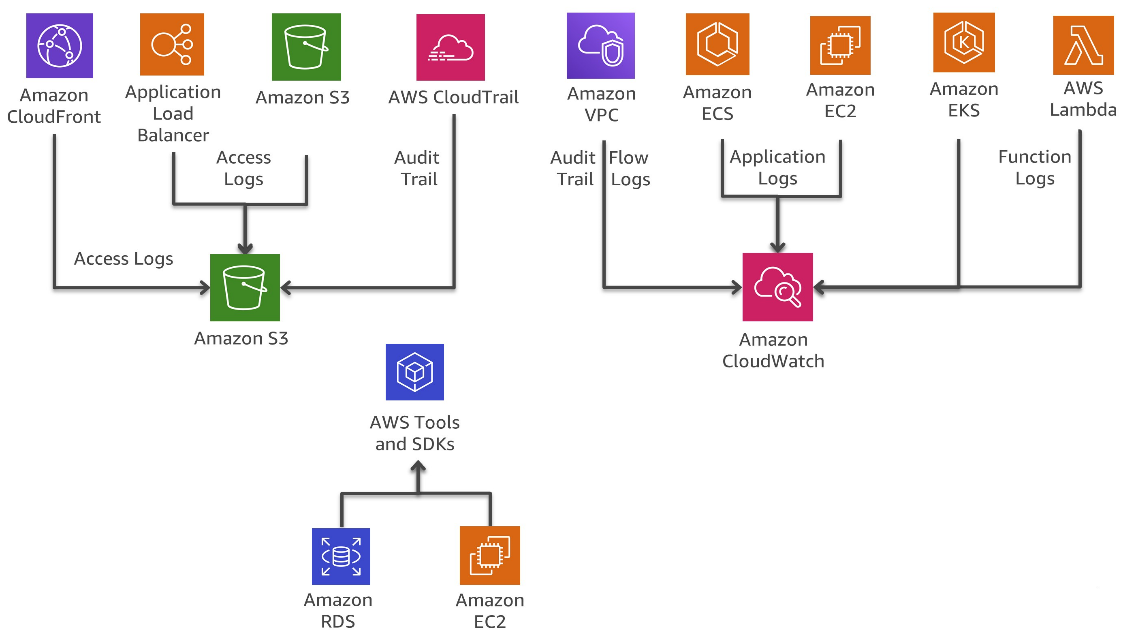 Amazon
CloudFront
Application
Load
Balancer
Amazon S3
AWS CloudTrail
Amazon
VPC
Amazon
ECS
Amazon
EC2
Amazon
EKS
AWS
Lambda
Access
Logs
Audit
Trail
Audit
Trail
Flow
Logs
Application
Logs
Function
Logs
Access Logs
Amazon S3
Amazon
CloudWatch
AWS Tools
and SDKs
Amazon
RDS
Amazon
EC2
K